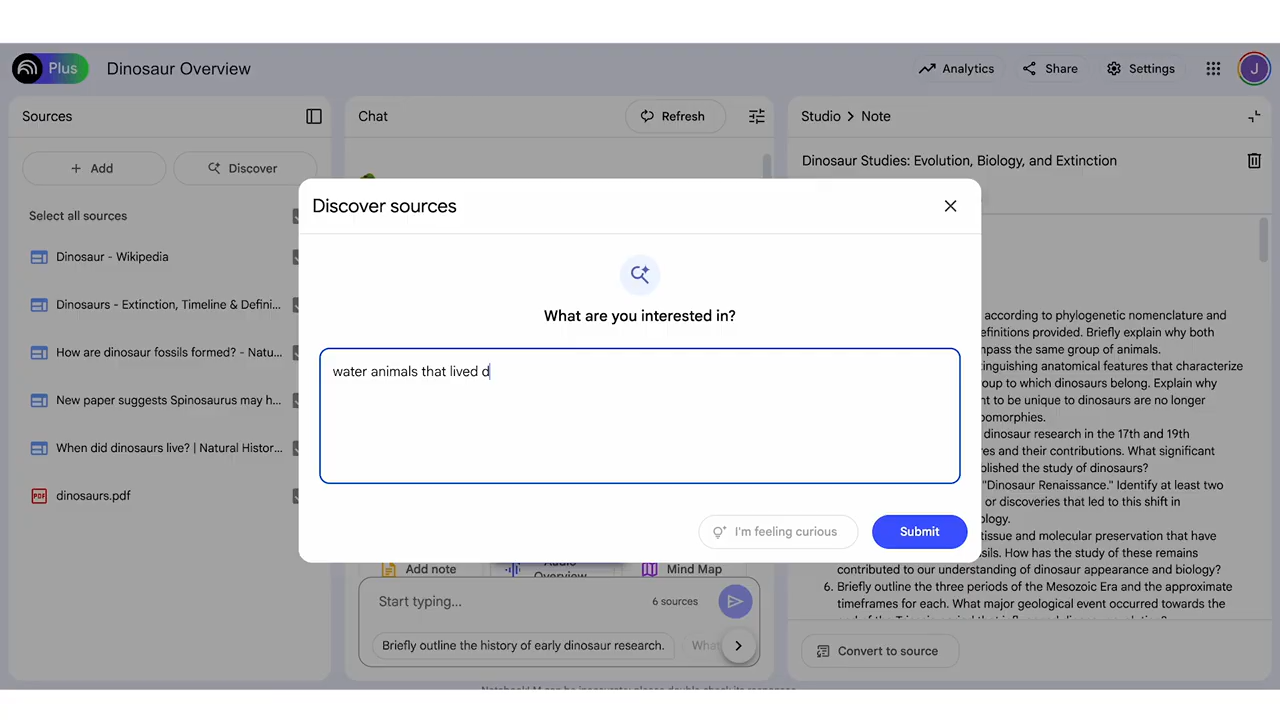 Plus
Dinosaur Overview
Analytics
Share
Settings
J
Sources
+ Add
Discover
Select all sources
Dinosaur - Wikipedia
Dinosaurs - Extinction, Timeline & Defini...
How are dinosaur fossils formed? - Natu...
New paper suggests Spinosaurus may h...
When did dinosaurs live? | Natural Histor...
PDF
dinosaurs.pdf
Chat
Refresh
Discover sources
What are you interested in?
water animals that lived d
I'm feeling curious
Submit
Add note
Audio
Overview
Mind Map
Start typing...
6 sources
Briefly outline the history of early dinosaur research.
What
Studio > Note
Dinosaur Studies: Evolution, Biology, and Extinction
according to phylogenetic nomenclature and
efinitions provided. Briefly explain why both
mpass the same group of animals.
tinguishing anatomical features that characterize
oup to which dinosaurs belong. Explain why
nt to be unique to dinosaurs are no longer
pomorphies.
dinosaur research in the 17th and 19th
res and their contributions. What significant
blished the study of dinosaurs?
"Dinosaur Renaissance." Identify at least two
or discoveries that led to this shift in
ology.
tissue and molecular preservation that have
ssils. How has the study of these remains
contributed to our understanding of dinosaur appearance and biology?
6. Briefly outline the three periods of the Mesozoic Era and the approximate
timeframes for each. What major geological event occurred towards the
Convert to source